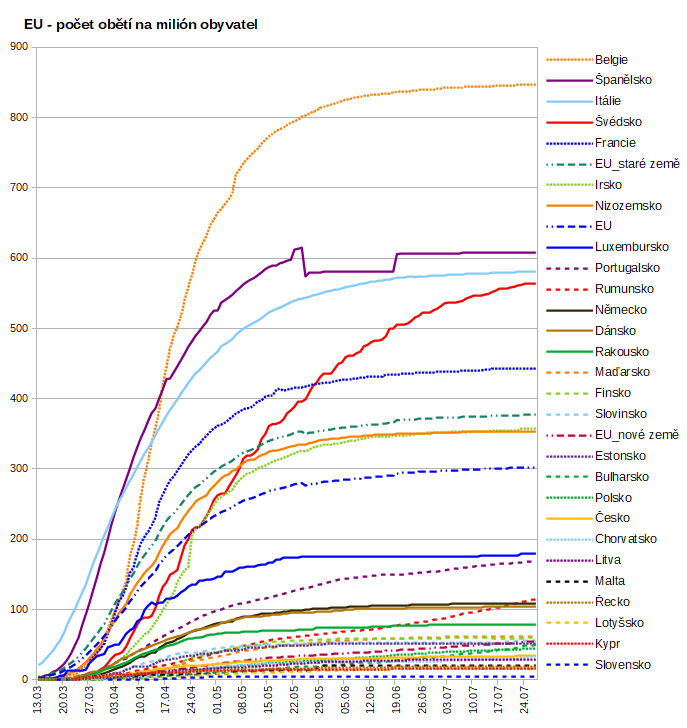 EU - počet obětí na milión obyvatel
900
800
700
600
500
400
300
200
100
0
13.03
20.03
27.03
03.04
10.04
17.04
24.04
01.05
08.05
15.05
22.05
29.05
05.06
12.06
19.06
26.06
03.07
10.07
17.07
24.07
Belgie
Španělsko
Itálie
Švédsko
Francie
EU_staré země
Irsko
Nizozemsko
EU
Luxembursko
Portugalsko
Rumunsko
Německo
Dánsko
Rakousko
Maďarsko
Finsko
Slovinsko
EU_nové země
Estonsko
Bulharsko
Polsko
Česko
Chorvatsko
Litva
Malta
Řecko
Lotyšsko
Kypr
Slovensko